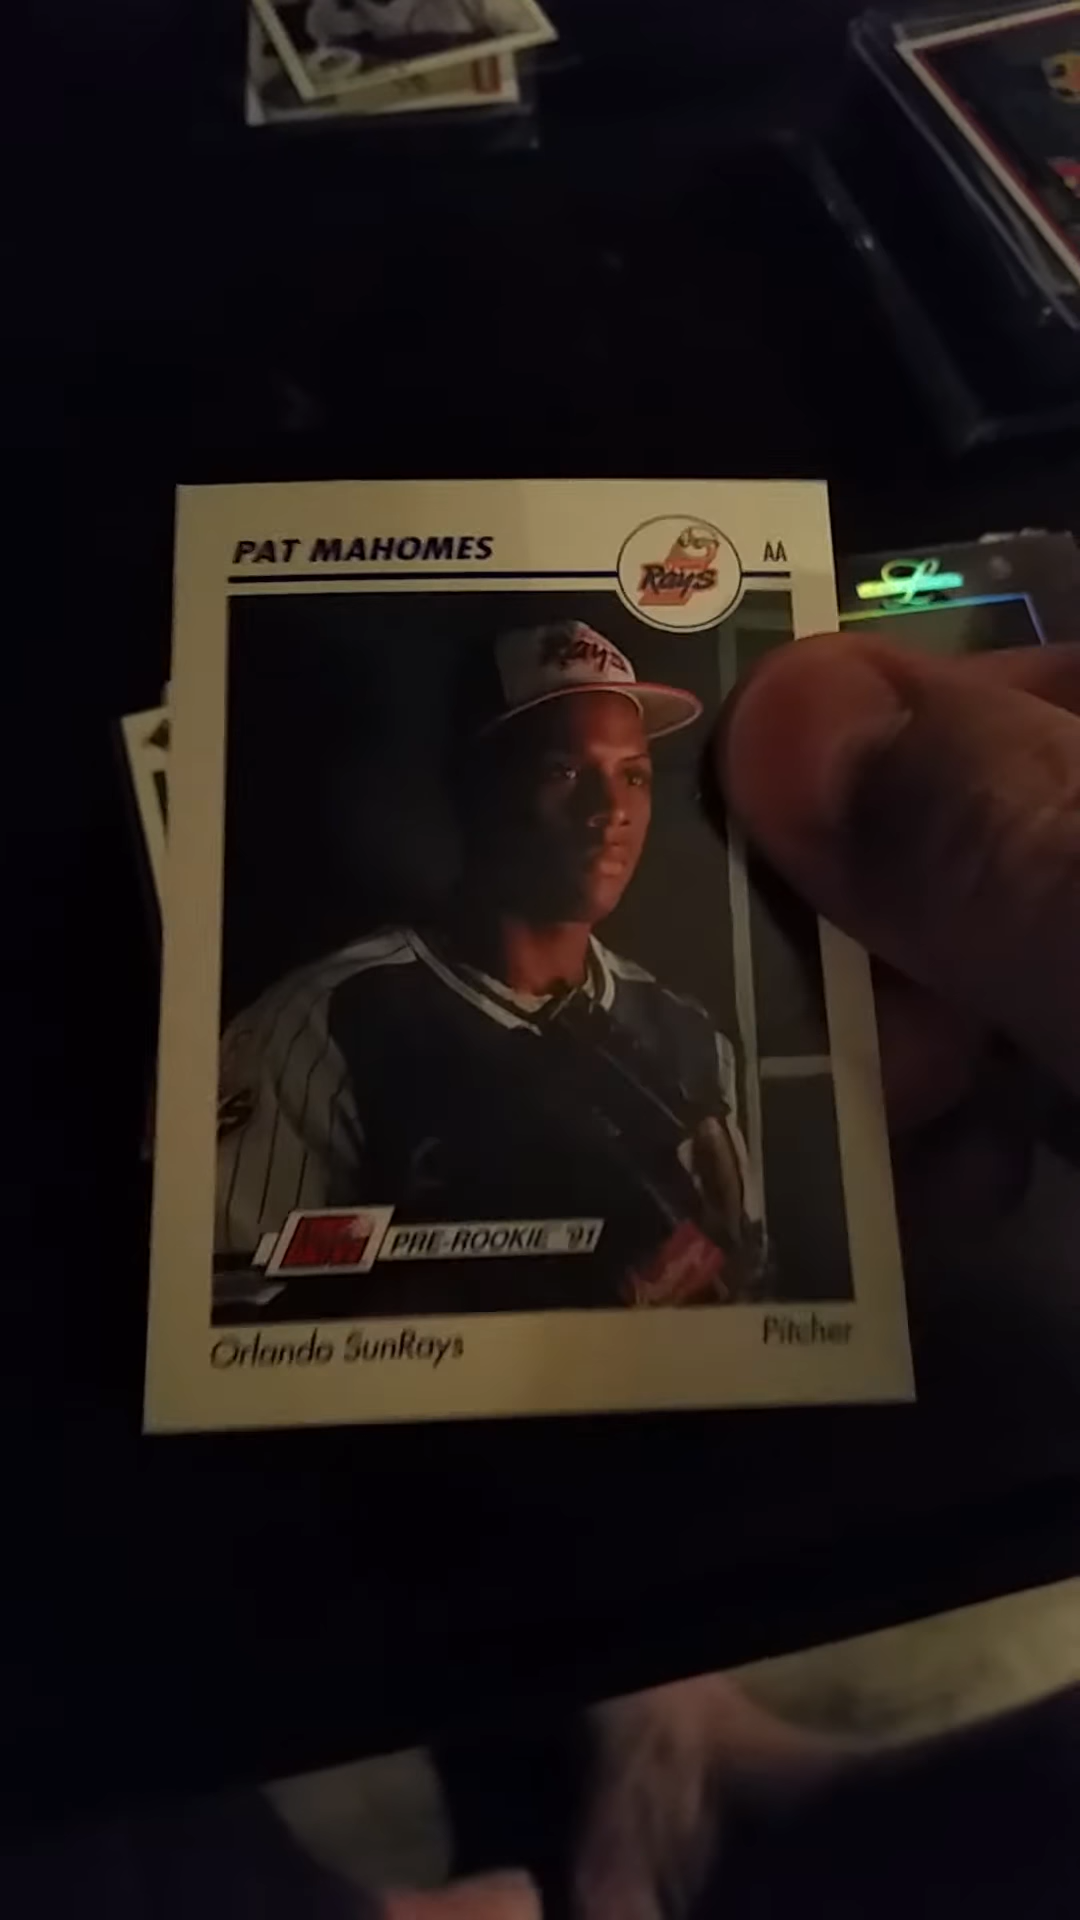 PAT MAHOMES
Rays
AA
Rays
PRE-ROOKIE '91
Orlando SunRays
Pitcher